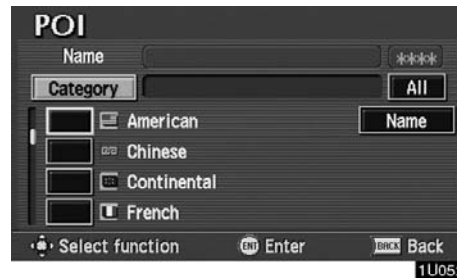 POI
Name ****
Category All
American Name
Chinese
Continental
French
Select function ENT Enter BACK Back
1U05